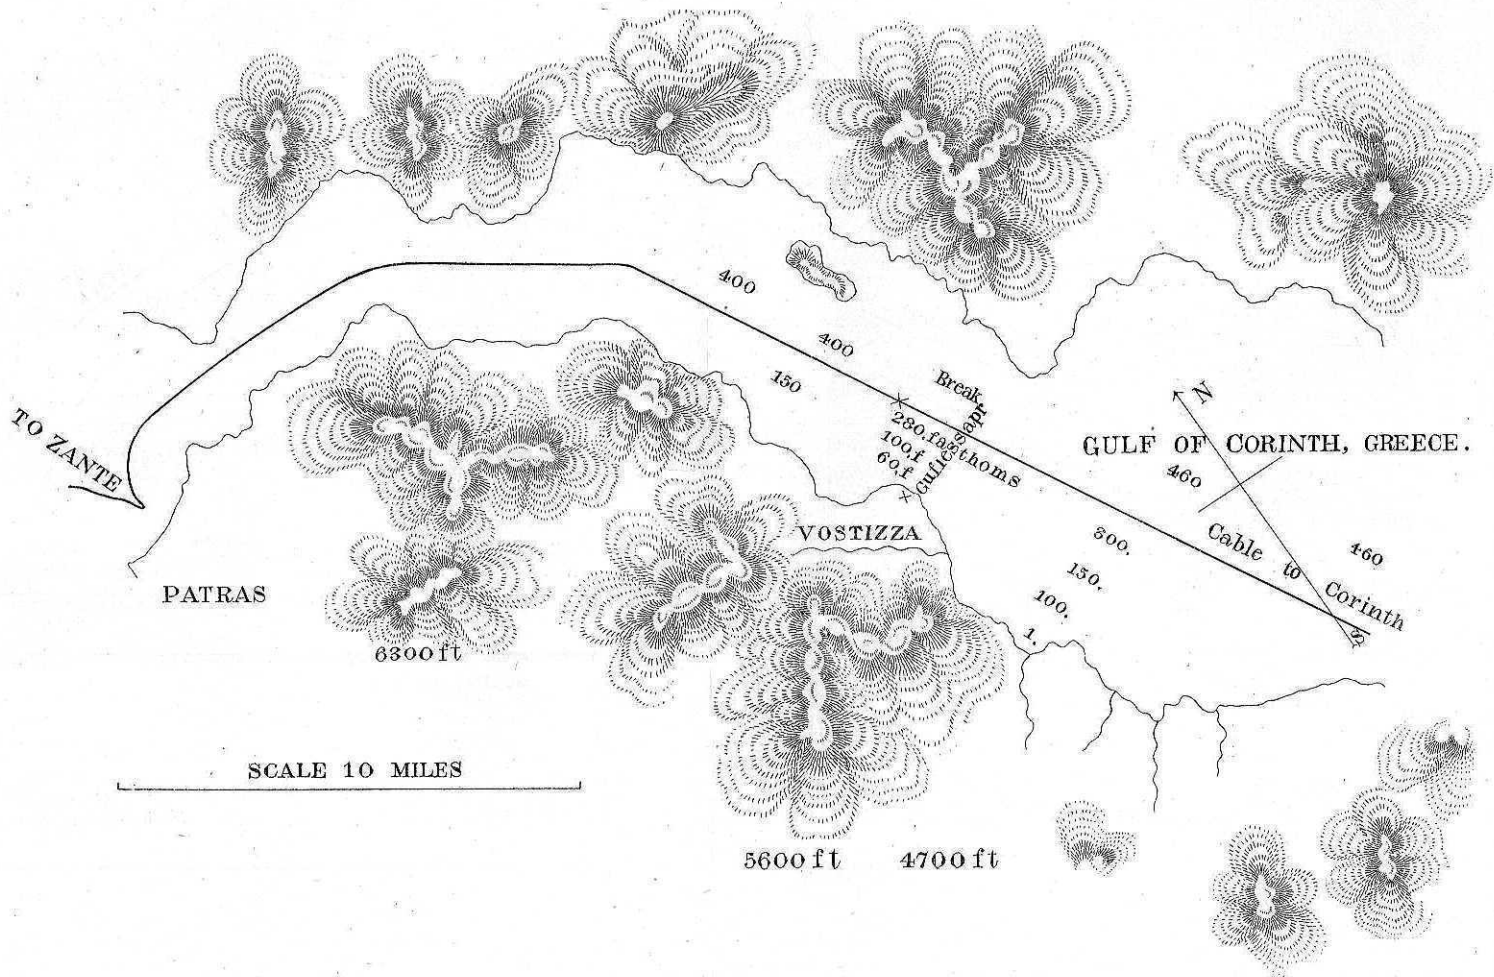 400
400
150
Break
280. fathoms
100. f
60. f
N
GULF OF CORINTH, GREECE.
460
TO ZANTE
VOSTIZZA
300.
150.
100.
1.
Cable to Corinth
460
PATRAS
6300 ft
SCALE 10 MILES
5600 ft 4700 ft